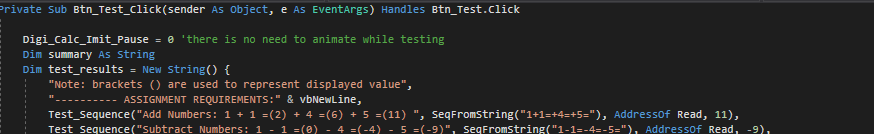 Private Sub Btn_Test_Click(sender As Object, e As EventArgs) Handles Btn_Test.Click
Digi_Calc_Imit_Pause = 0 'there is no need to animate while testing
Dim summary As String
Dim test_results = New String() {
"Note: brackets () are used to represent displayed value",
"---------- ASSIGNMENT REQUIREMENTS:" & vbNewLine,
Test_Sequence("Add Numbers: 1 + 1 =(2) + 4 =(6) + 5 =(11) ", SeqFromString("1+1=+4=+5="), AddressOf Read, 11),
Test_Sequence("Subtract Numbers: 1 - 1 =(0) - 4 =(-4) - 5 =(-9)", SeqFromString("1-1=-4=-5="), AddressOf Read, -9),